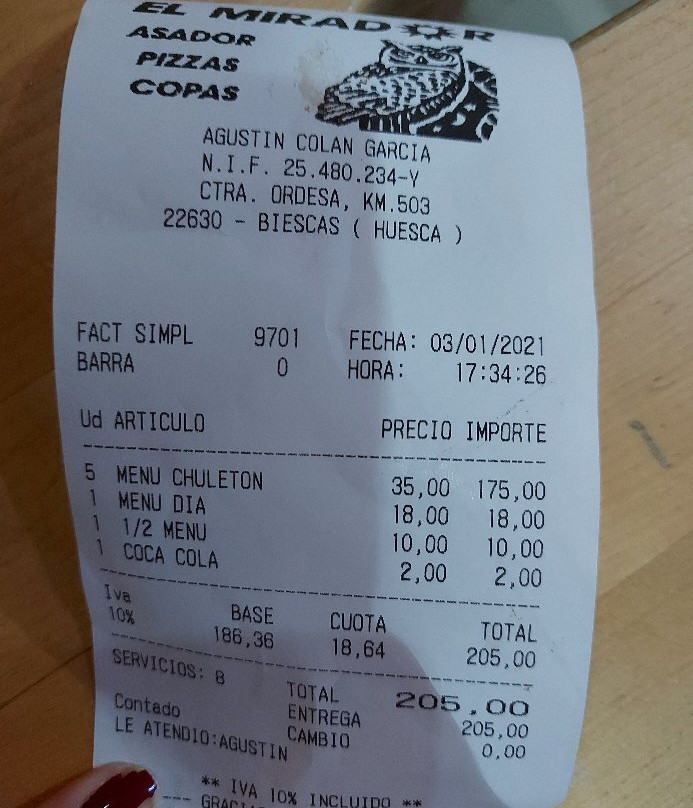 EL MIRADOR
ASADOR
PIZZAS
COPAS
AGUSTIN COLAN GARCIA
N.I.F. 25.480.234-Y
CTRA. ORDESA, KM.503
22630 - BIESCAS ( HUESCA )
FACT SIMPL 9701 FECHA: 03/01/2021
BARRA 0 HORA: 17:34:26
Ud ARTICULO PRECIO IMPORTE
5 MENU CHULETON 35,00 175,00
1 MENU DIA 18,00 18,00
1 1/2 MENU 10,00 10,00
1 COCA COLA 2,00 2,00
Iva BASE CUOTA TOTAL
10% 186,36 18,64 205,00
SERVICIOS: 8 TOTAL 205.00
Contado ENTREGA 205,00
LE ATENDIO:AGUSTIN CAMBIO 0,00
** IVA 10% INCLUIDO **